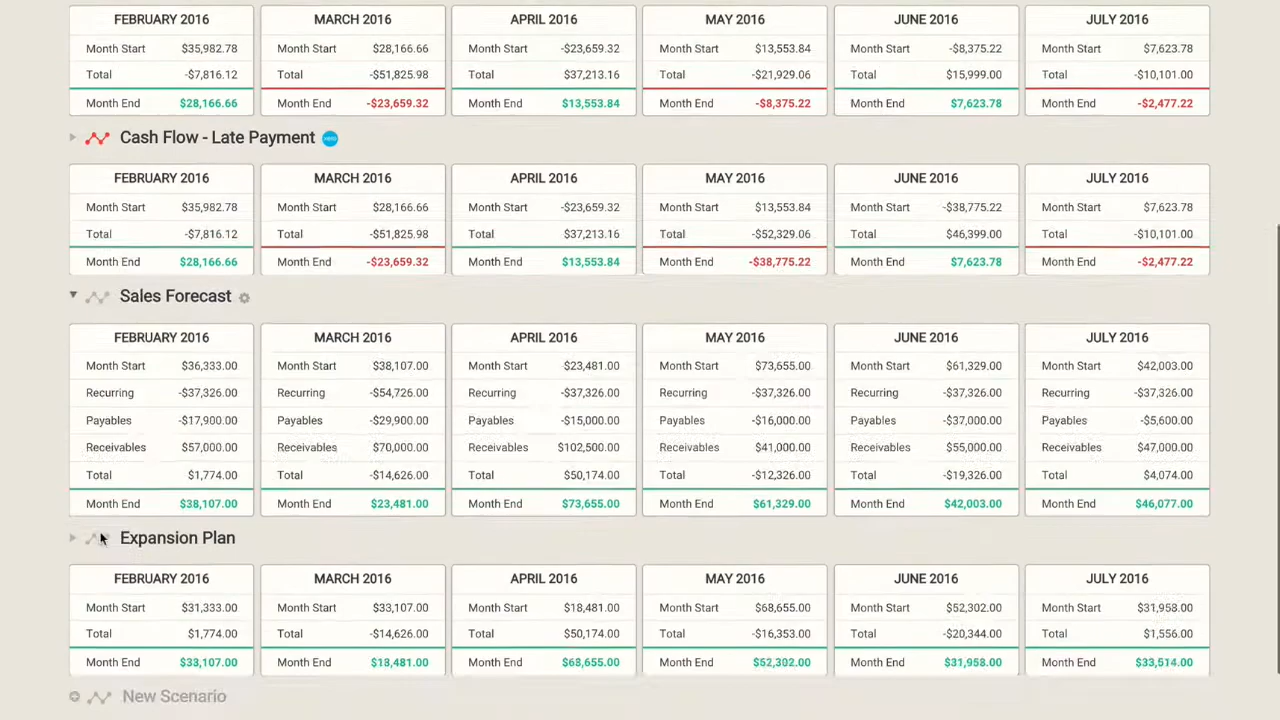 FEBRUARY 2016 MARCH 2016 APRIL 2016 MAY 2016 JUNE 2016 JULY 2016
Month Start $35,982.78 Month Start $28,166.66 Month Start -$23,659.32 Month Start $13,553.84 Month Start -$8,375.22 Month Start $7,623.78
Total -$7,816.12 Total -$51,825.98 Total $37,213.16 Total -$21,929.06 Total $15,999.00 Total -$10,101.00
Month End $28,166.66 Month End -$23,659.32 Month End $13,553.84 Month End -$8,375.22 Month End $7,623.78 Month End -$2,477.22
Cash Flow - Late Payment
FEBRUARY 2016 MARCH 2016 APRIL 2016 MAY 2016 JUNE 2016 JULY 2016
Month Start $35,982.78 Month Start $28,166.66 Month Start -$23,659.32 Month Start $13,553.84 Month Start -$38,775.22 Month Start $7,623.78
Total -$7,816.12 Total -$51,825.98 Total $37,213.16 Total -$52,329.06 Total $46,399.00 Total -$10,101.00
Month End $28,166.66 Month End -$23,659.32 Month End $13,553.84 Month End -$38,775.22 Month End $7,623.78 Month End -$2,477.22
Sales Forecast
FEBRUARY 2016 MARCH 2016 APRIL 2016 MAY 2016 JUNE 2016 JULY 2016
Month Start $36,333.00 Month Start $38,107.00 Month Start $23,481.00 Month Start $73,655.00 Month Start $61,329.00 Month Start $42,003.00
Recurring -$37,326.00 Recurring -$54,726.00 Recurring -$37,326.00 Recurring -$37,326.00 Recurring -$37,326.00 Recurring -$37,326.00
Payables -$17,900.00 Payables -$29,900.00 Payables -$15,000.00 Payables -$16,000.00 Payables -$37,000.00 Payables -$5,600.00
Receivables $57,000.00 Receivables $70,000.00 Receivables $102,500.00 Receivables $41,000.00 Receivables $55,000.00 Receivables $47,000.00
Total $1,774.00 Total -$14,626.00 Total $50,174.00 Total -$12,326.00 Total -$19,326.00 Total $4,074.00
Month End $38,107.00 Month End $23,481.00 Month End $73,655.00 Month End $61,329.00 Month End $42,003.00 Month End $46,077.00
Expansion Plan
FEBRUARY 2016 MARCH 2016 APRIL 2016 MAY 2016 JUNE 2016 JULY 2016
Month Start $31,333.00 Month Start $33,107.00 Month Start $18,481.00 Month Start $68,655.00 Month Start $52,302.00 Month Start $31,958.00
Total $1,774.00 Total -$14,626.00 Total $50,174.00 Total -$16,353.00 Total -$20,344.00 Total $1,556.00
Month End $33,107.00 Month End $18,481.00 Month End $68,655.00 Month End $52,302.00 Month End $31,958.00 Month End $33,514.00
New Scenario